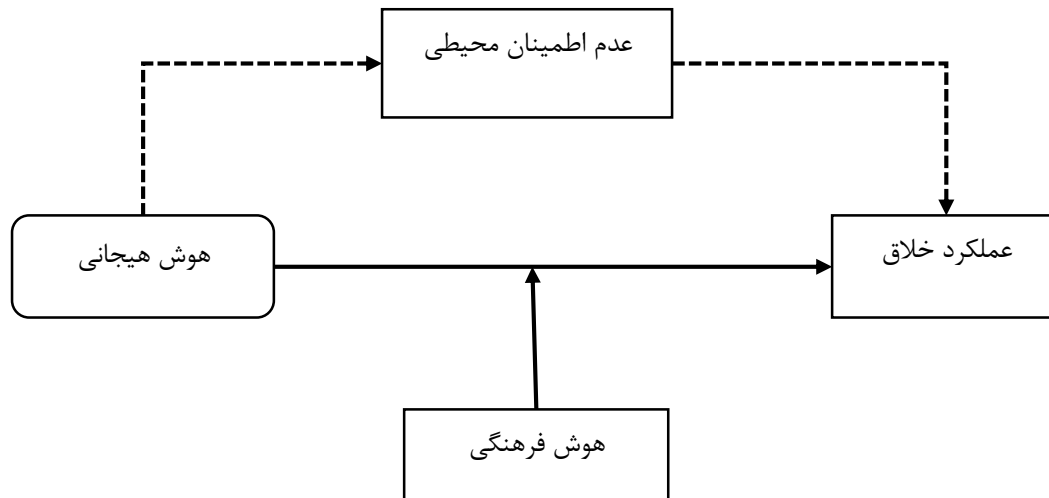 عدم اطمینان محیطی
هوش هیجانی
عملکرد خلاق
هوش فرهنگی